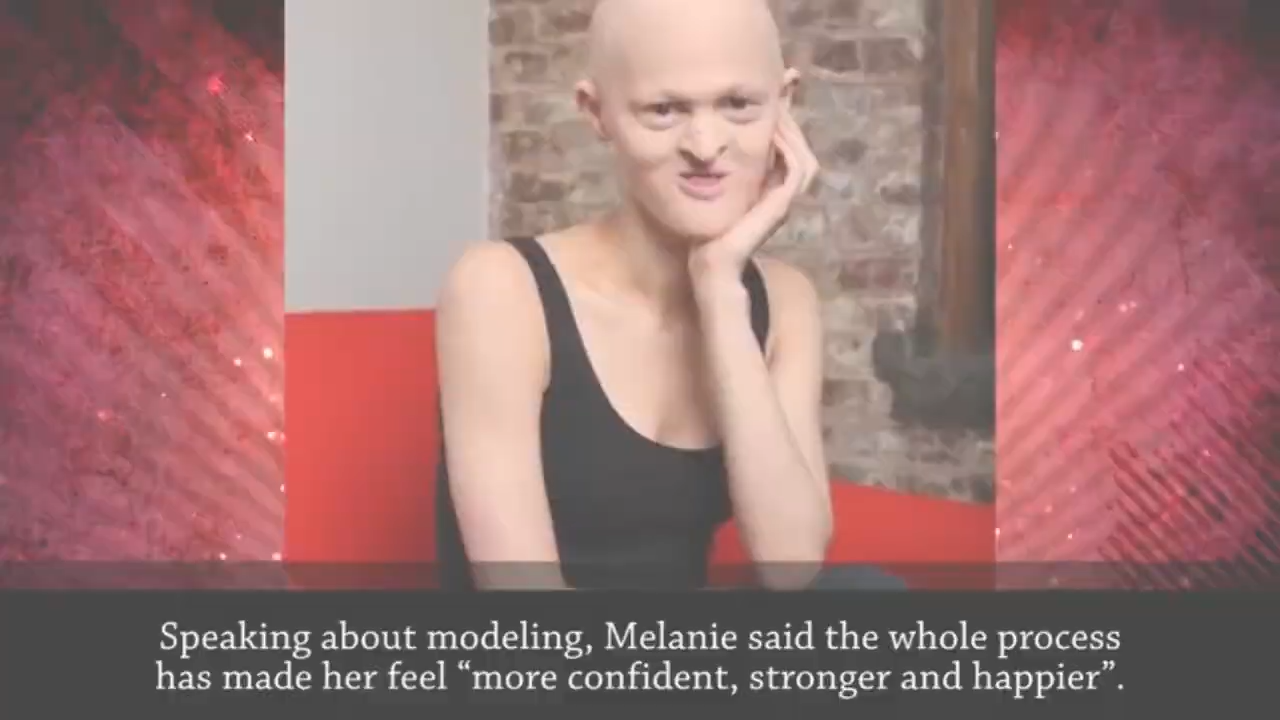 Speaking about modeling, Melanie said the whole process
has made her feel “more confident, stronger and happier”.